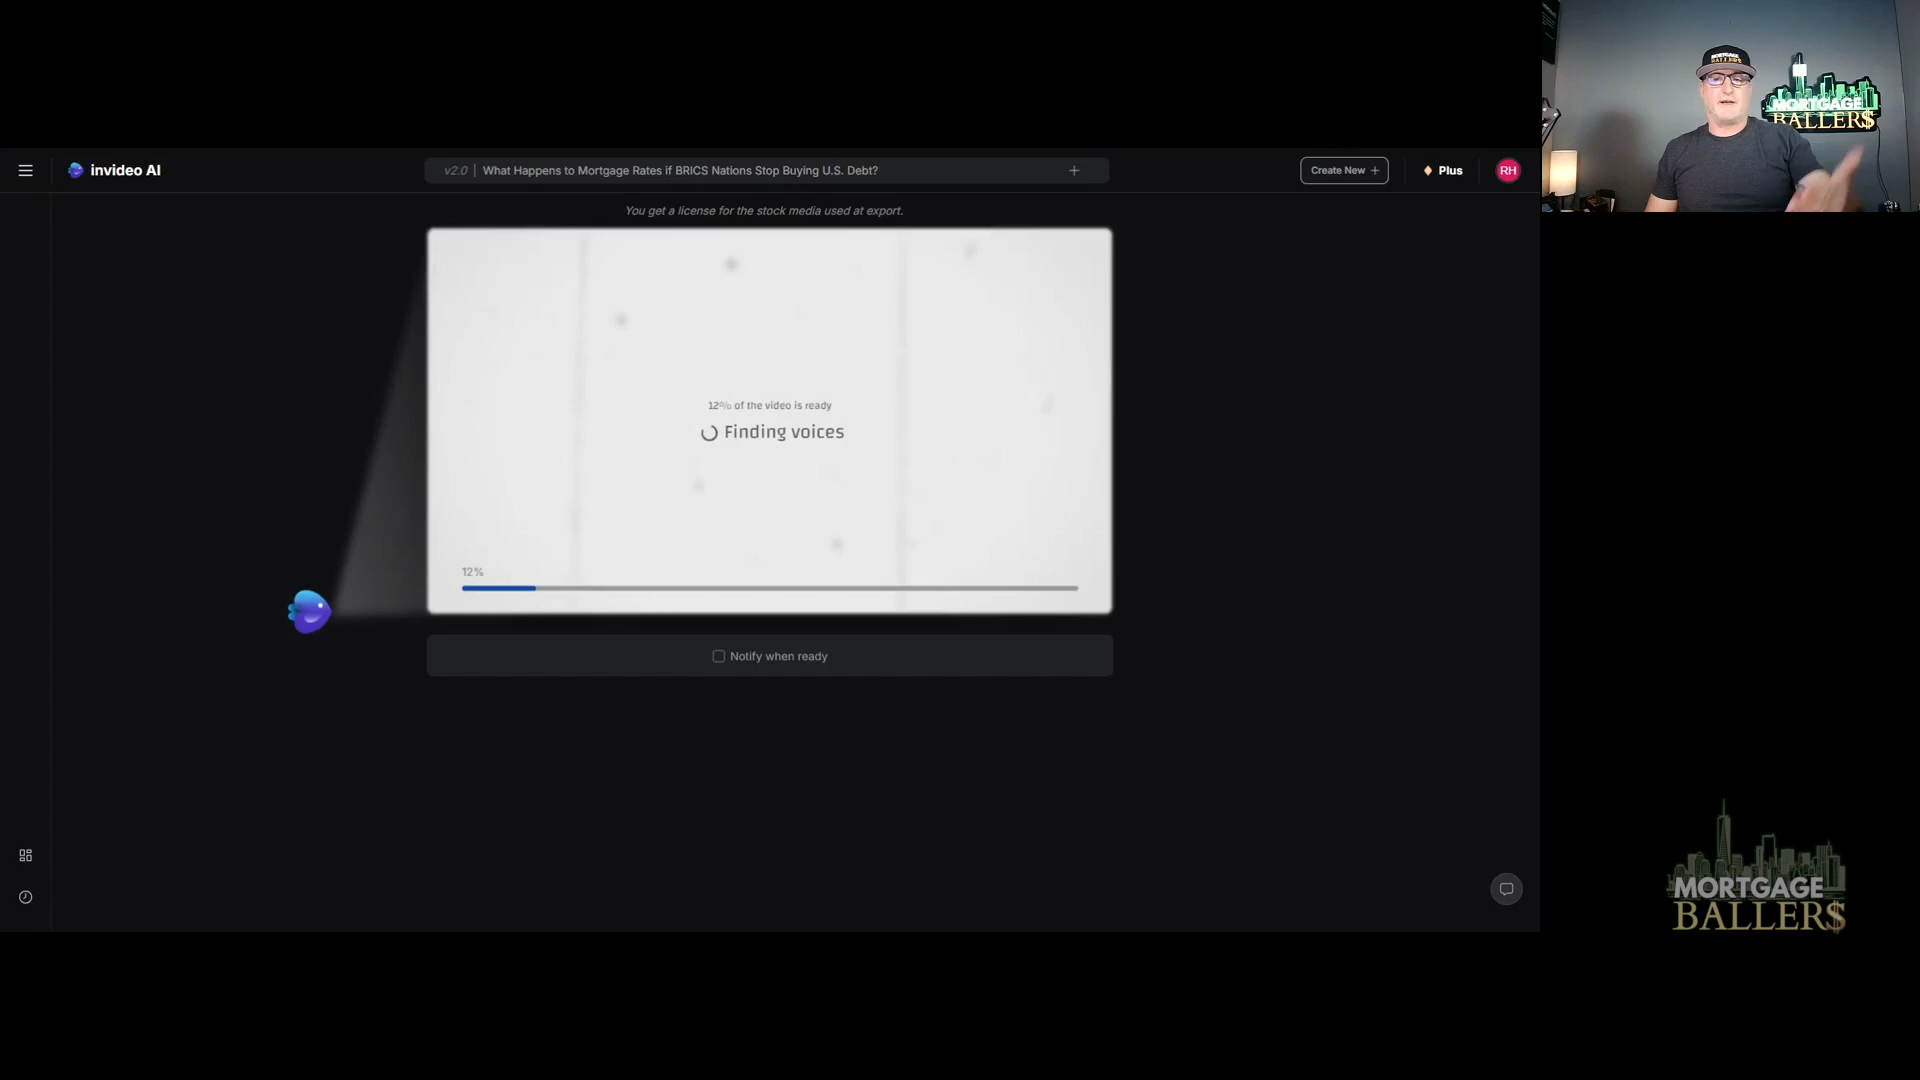 MORTGAGE
BALLER$
MORTGAGE
BALLER$
invideo AI
v2.0 | What Happens to Mortgage Rates if BRICS Nations Stop Buying U.S. Debt?
+
Create New +
Plus
RH
You get a license for the stock media used at export.
12% of the video is ready
Finding voices
12%
Notify when ready
MORTGAGE
BALLER$